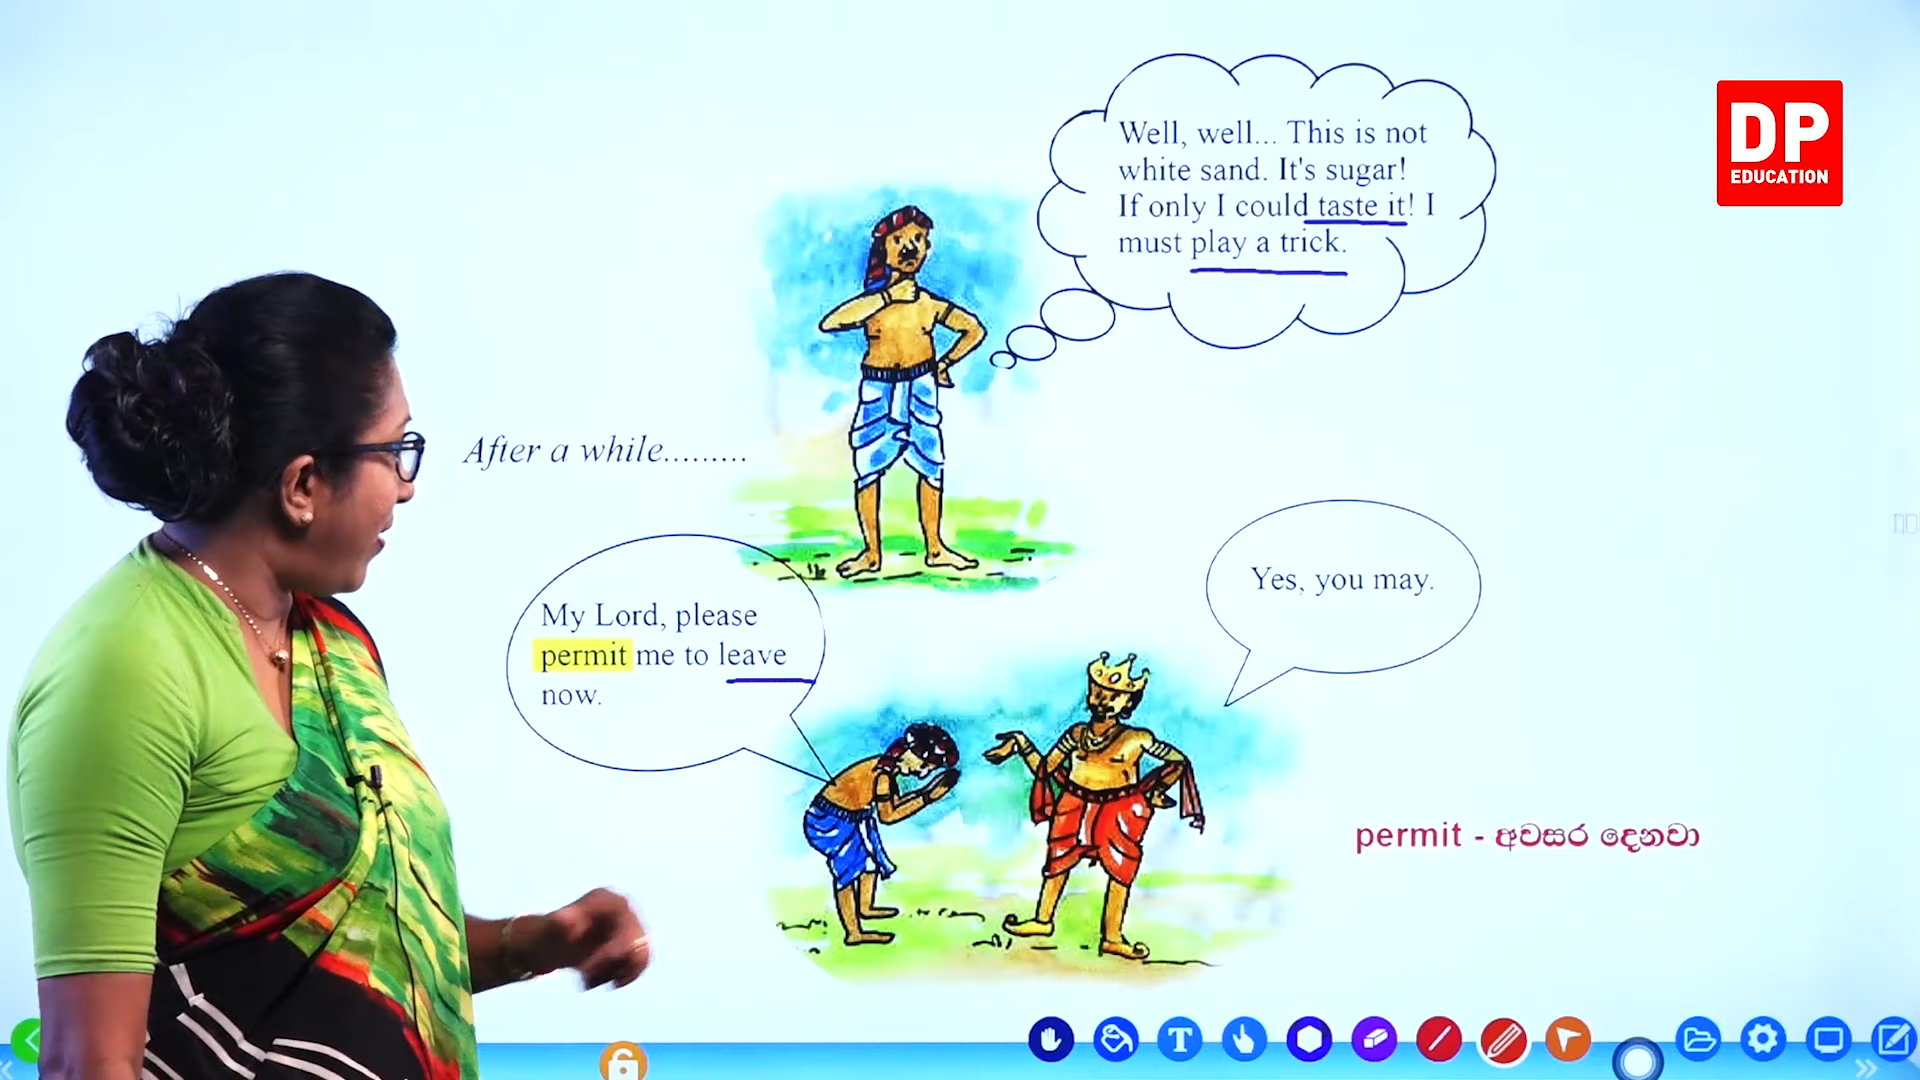 DP
EDUCATION
Well, well... This is not
white sand. It's sugar!
If only I could taste it! I
must play a trick.
After a while.........
My Lord, please
permit me to leave
now.
Yes, you may.
permit - අවසර දෙනවා